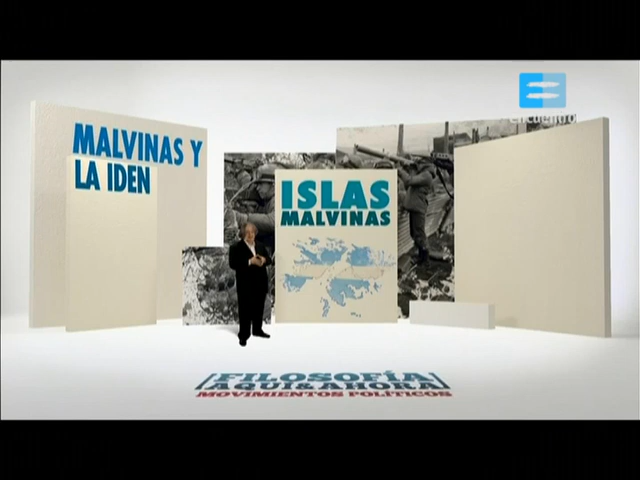 encuentro
MALVINAS Y
LA IDEN
ISLAS
MALVINAS
[FILOSOFÍA
AQUÍ&AHORA]
MOVIMIENTOS POLÍTICOS